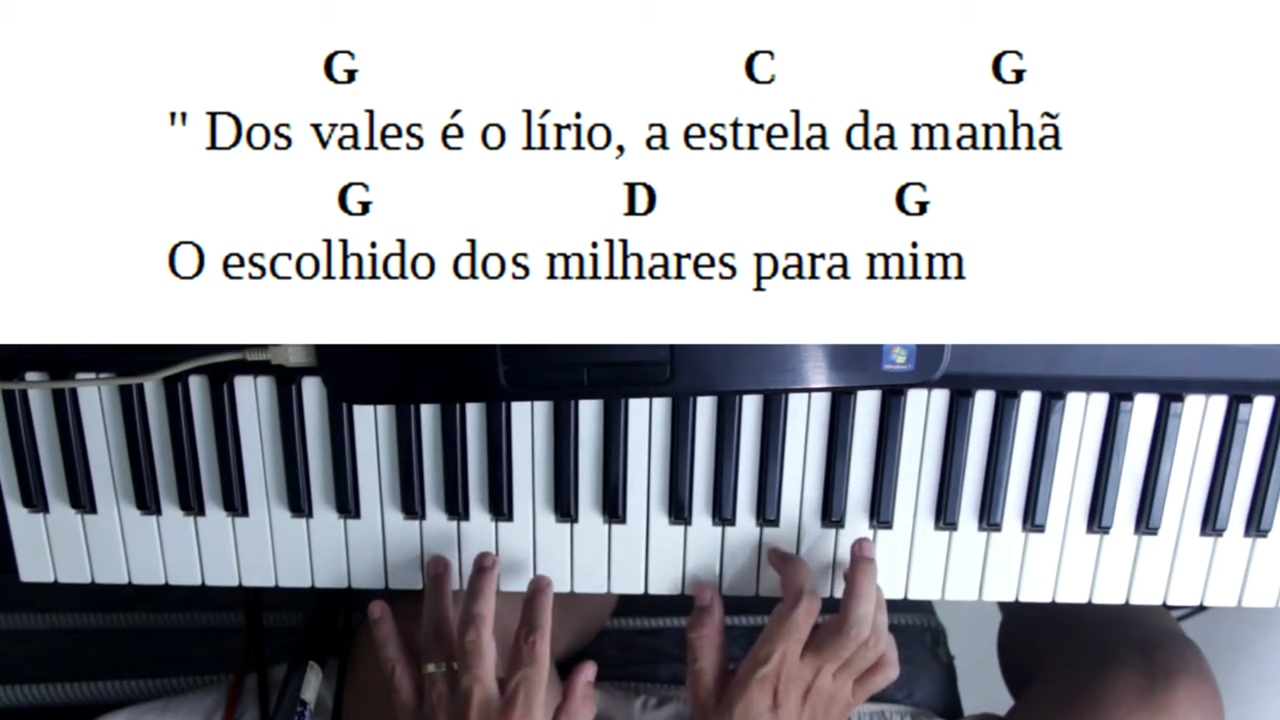 G C G
" Dos vales é o lírio, a estrela da manhã
G D G
O escolhido dos milhares para mim